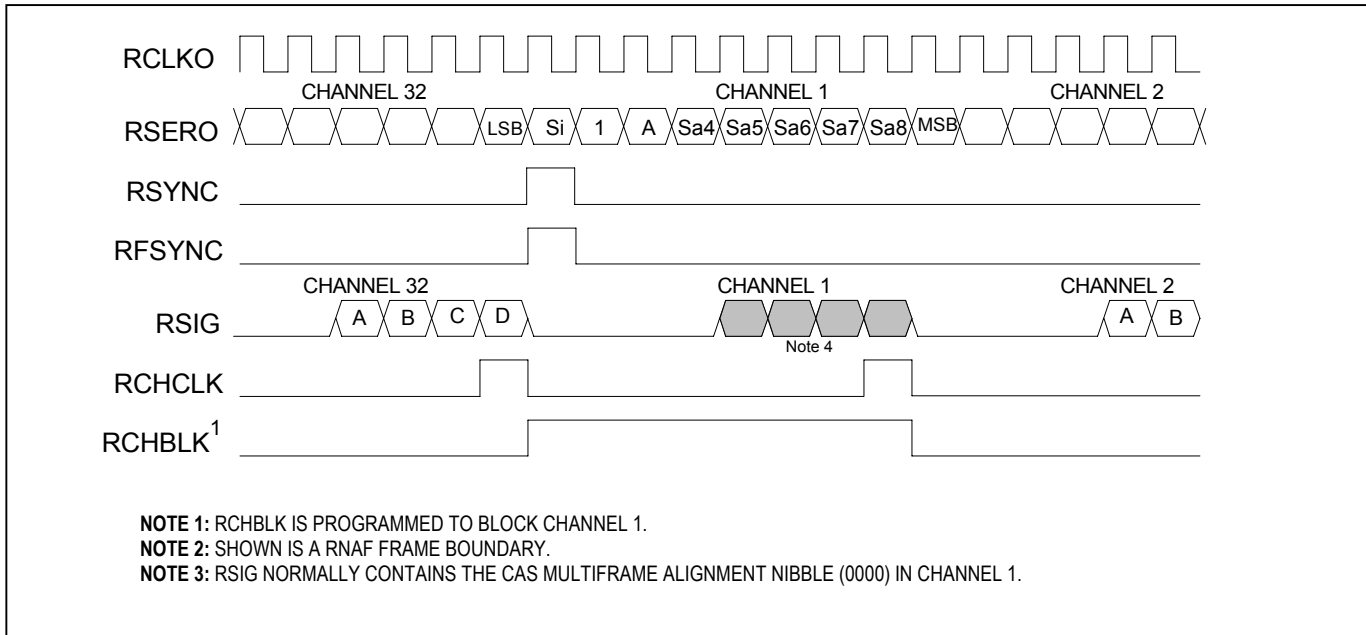 RCLKO
CHANNEL 32 CHANNEL 1 CHANNEL 2
RSERO LSB Si 1 A Sa4 Sa5 Sa6 Sa7 Sa8 MSB
RSYNC
RFSYNC
CHANNEL 32 CHANNEL 1 CHANNEL 2
RSIG A B C D A B
Note 4
RCHCLK
RCHBLK1
NOTE 1: RCHBLK IS PROGRAMMED TO BLOCK CHANNEL 1.
NOTE 2: SHOWN IS A RNAF FRAME BOUNDARY.
NOTE 3: RSIG NORMALLY CONTAINS THE CAS MULTIFRAME ALIGNMENT NIBBLE (0000) IN CHANNEL 1.